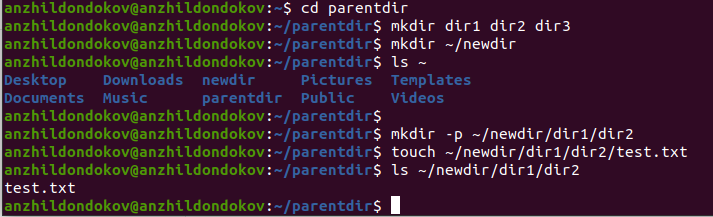 anzhildondokov@anzhildondokov:~$ cd parentdir
anzhildondokov@anzhildondokov:~/parentdir$ mkdir dir1 dir2 dir3
anzhildondokov@anzhildondokov:~/parentdir$ mkdir ~/newdir
anzhildondokov@anzhildondokov:~/parentdir$ ls ~
Desktop    Downloads  newdir     Pictures  Templates
Documents  Music      parentdir  Public    Videos
anzhildondokov@anzhildondokov:~/parentdir$
anzhildondokov@anzhildondokov:~/parentdir$ mkdir -p ~/newdir/dir1/dir2
anzhildondokov@anzhildondokov:~/parentdir$ touch ~/newdir/dir1/dir2/test.txt
anzhildondokov@anzhildondokov:~/parentdir$ ls ~/newdir/dir1/dir2
test.txt
anzhildondokov@anzhildondokov:~/parentdir$